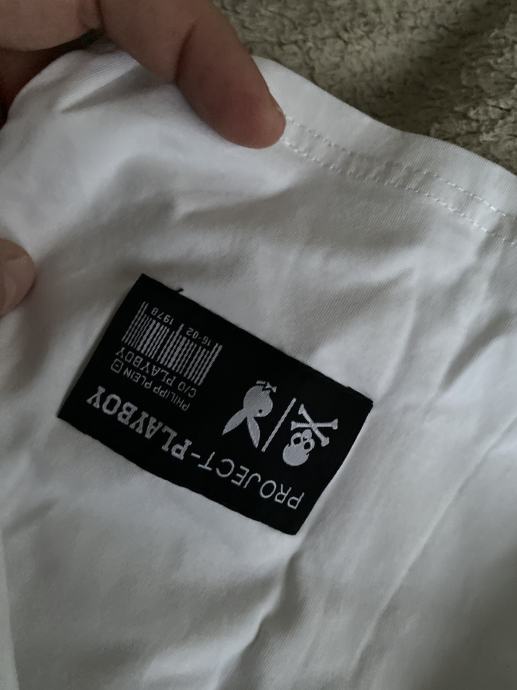 PROJECT-PLAYBOY
PHILIPP PLEIN
C/O PLAYBOY
16-02 1978